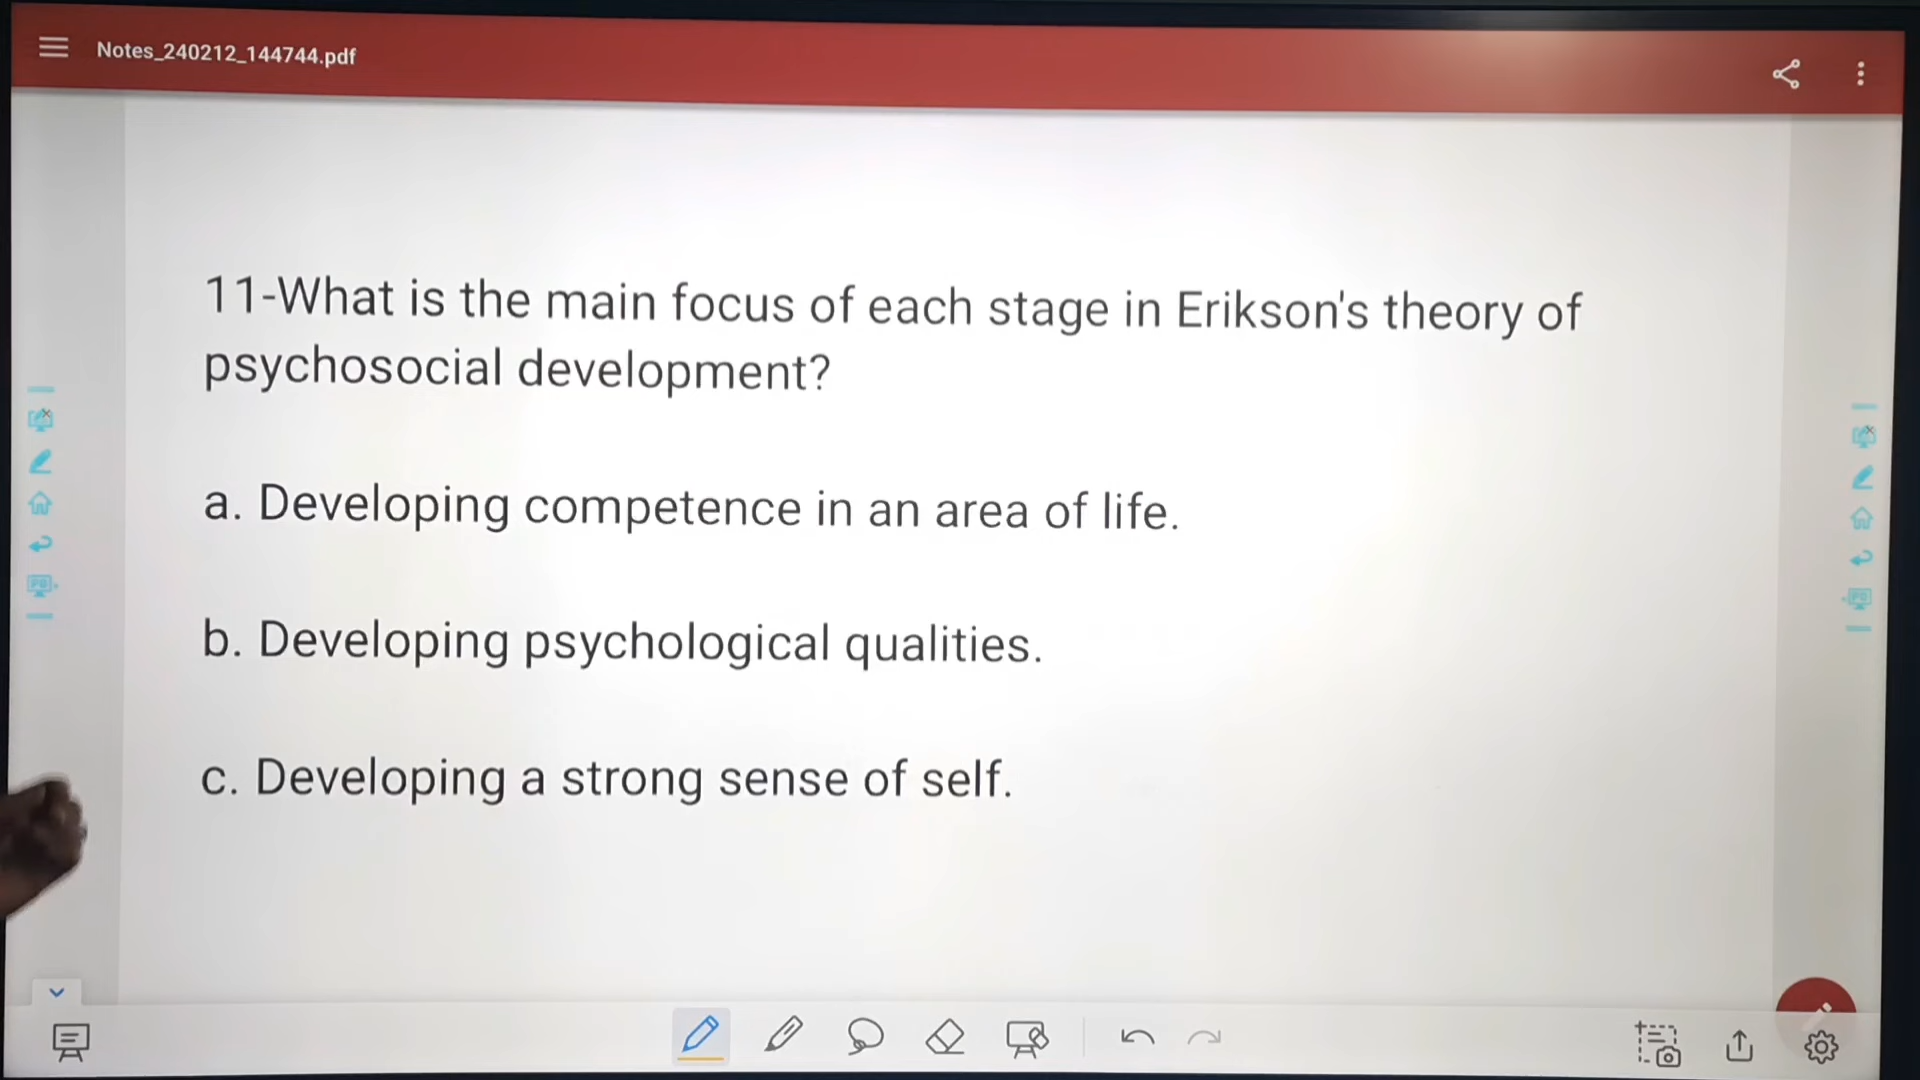 Notes_240212_144744.pdf
11-What is the main focus of each stage in Erikson's theory of
psychosocial development?
a. Developing competence in an area of life.
b. Developing psychological qualities.
c. Developing a strong sense of self.